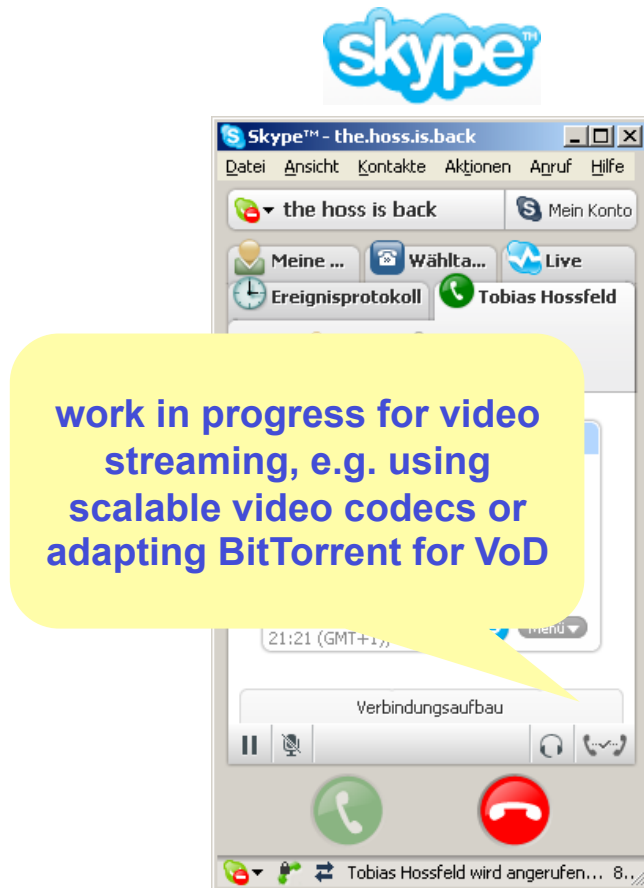 skype™
Skype™ - the.hoss.is.back
Datei Ansicht Kontakte Aktionen Anruf Hilfe
the hoss is back Mein Konto
Meine ... Wählta... Live
Ereignisprotokoll Tobias Hossfeld
work in progress for video
streaming, e.g. using
scalable video codecs or
adapting BitTorrent for VoD
21:21 (GMT+1), Menü
Verbindungsaufbau
Tobias Hossfeld wird angerufen... 8.